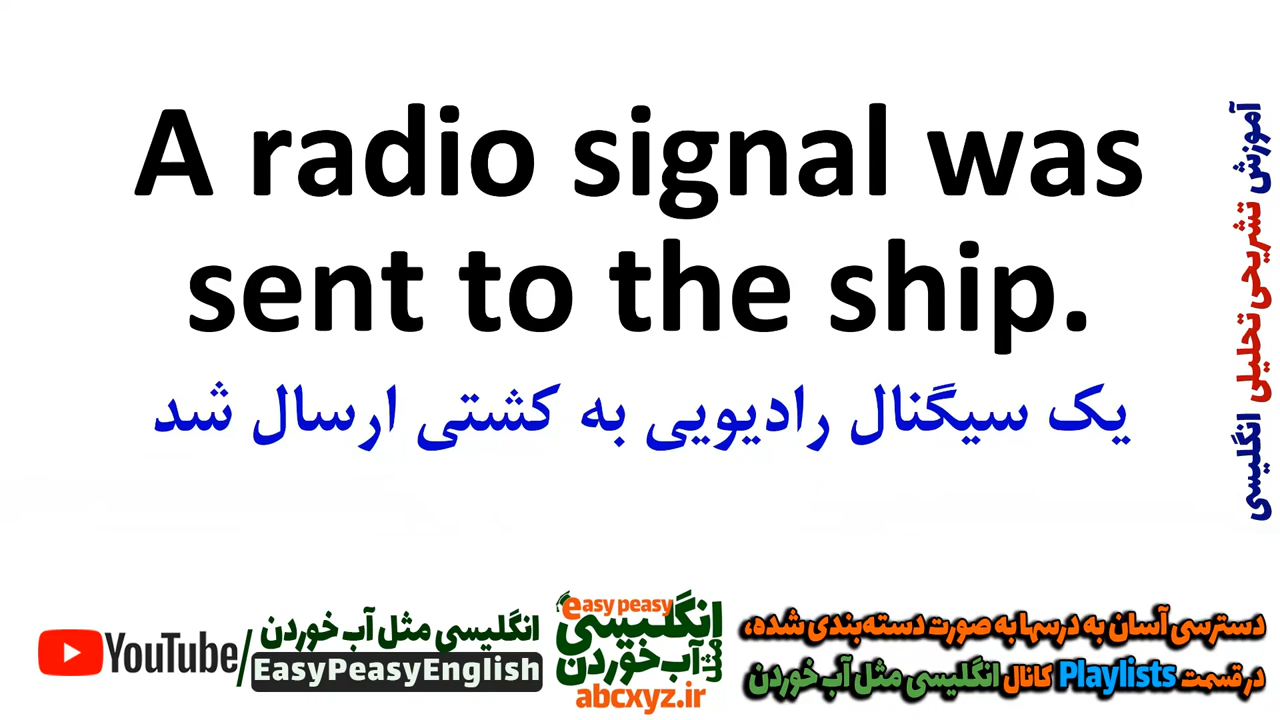 A radio signal was
sent to the ship.
یک سیگنال رادیویی به کشتی ارسال شد
آموزش تشریحی تحلیلی انگلیسی
YouTube/
انگلیسی مثل آب خوردن
EasyPeasyEnglish
easy peasy
انگلیسی
مثل
آب خوردن
abcxyz.ir
دسترسی آسان به درسها به صورت دسته‌بندی شده،
در قسمت Playlists کانال انگلیسی مثل آب خوردن